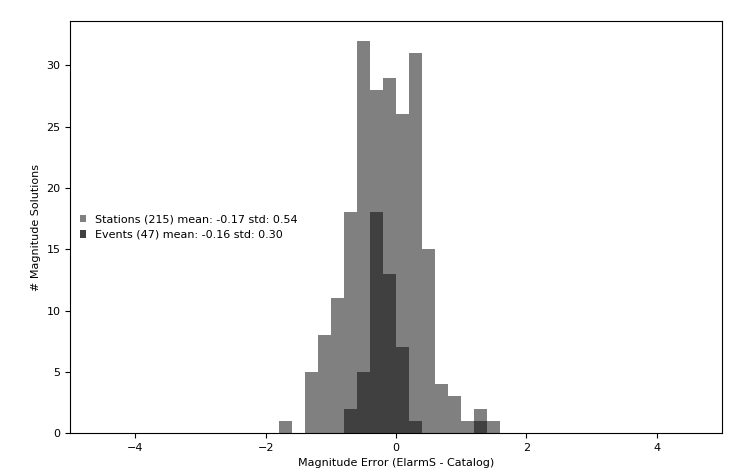 30
25
20
15
10
5
0
# Magnitude Solutions
Stations (215) mean: -0.17 std: 0.54
Events (47) mean: -0.16 std: 0.30
−4 −2 0 2 4
Magnitude Error (ElarmS - Catalog)